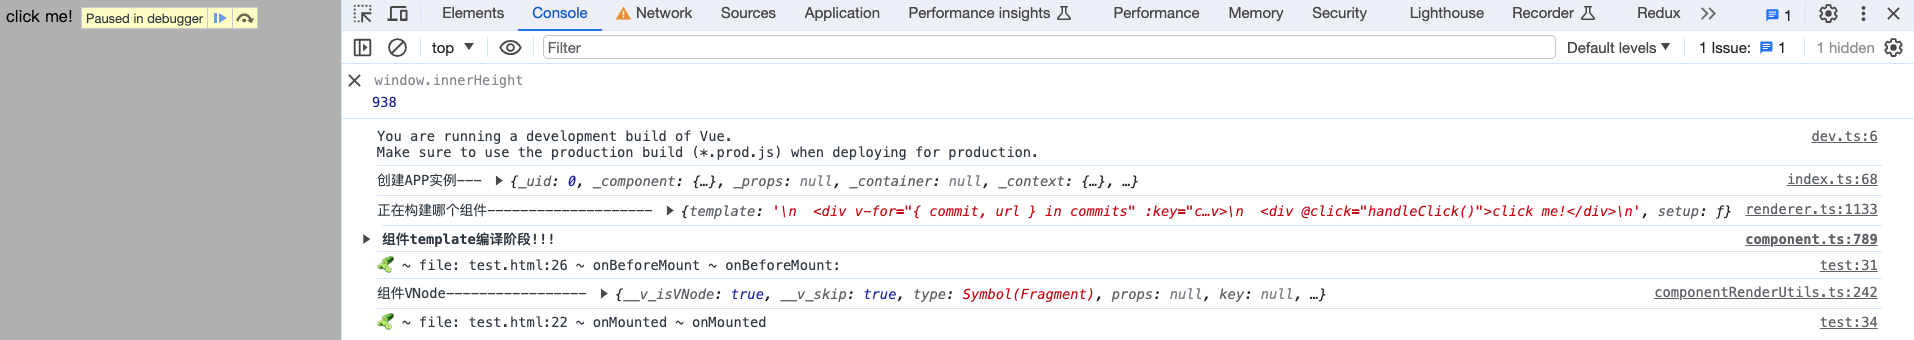 click me!
Paused in debugger
Elements Console Network Sources Application Performance insights Performance Memory Security Lighthouse Recorder Redux 1
top Filter Default levels 1 Issue: 1 1 hidden
window.innerHeight
938
You are running a development build of Vue. dev.ts:6
Make sure to use the production build (*.prod.js) when deploying for production.
创建APP实例--- {_uid: 0, _component: {…}, _props: null, _container: null, _context: {…}, …} index.ts:68
正在构建哪个组件-------------------- {template: '\n  <div v-for="{ commit, url } in commits" :key="c…v>\n  <div @click="handleClick()">click me!</div>\n', setup: ƒ} renderer.ts:1133
组件template编译阶段!!! component.ts:789
~ file: test.html:26 ~ onBeforeMount ~ onBeforeMount: test:31
组件VNode----------------- {__v_isVNode: true, __v_skip: true, type: Symbol(Fragment), props: null, key: null, …} componentRenderUtils.ts:242
~ file: test.html:22 ~ onMounted ~ onMounted test:34